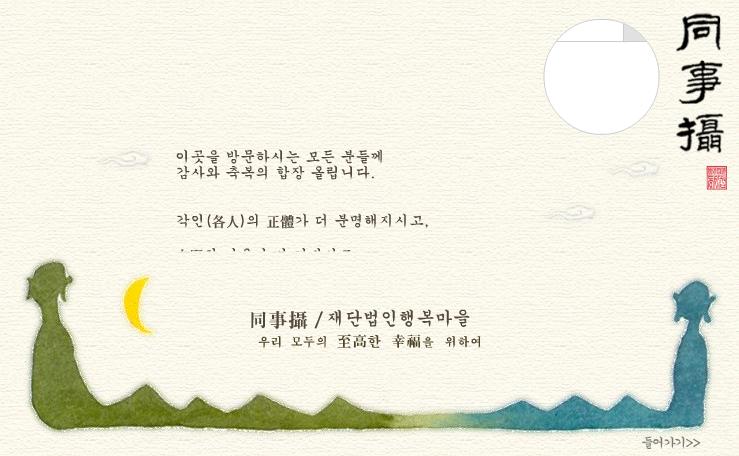 同事攝
이곳을 방문하시는 모든 분들께
감사와 축복의 합장 올립니다.
각인(各人)의 正體가 더 분명해지시고,
同事攝 / 재단법인행복마을
우리 모두의 至高한 幸福을 위하여
들어가기>>